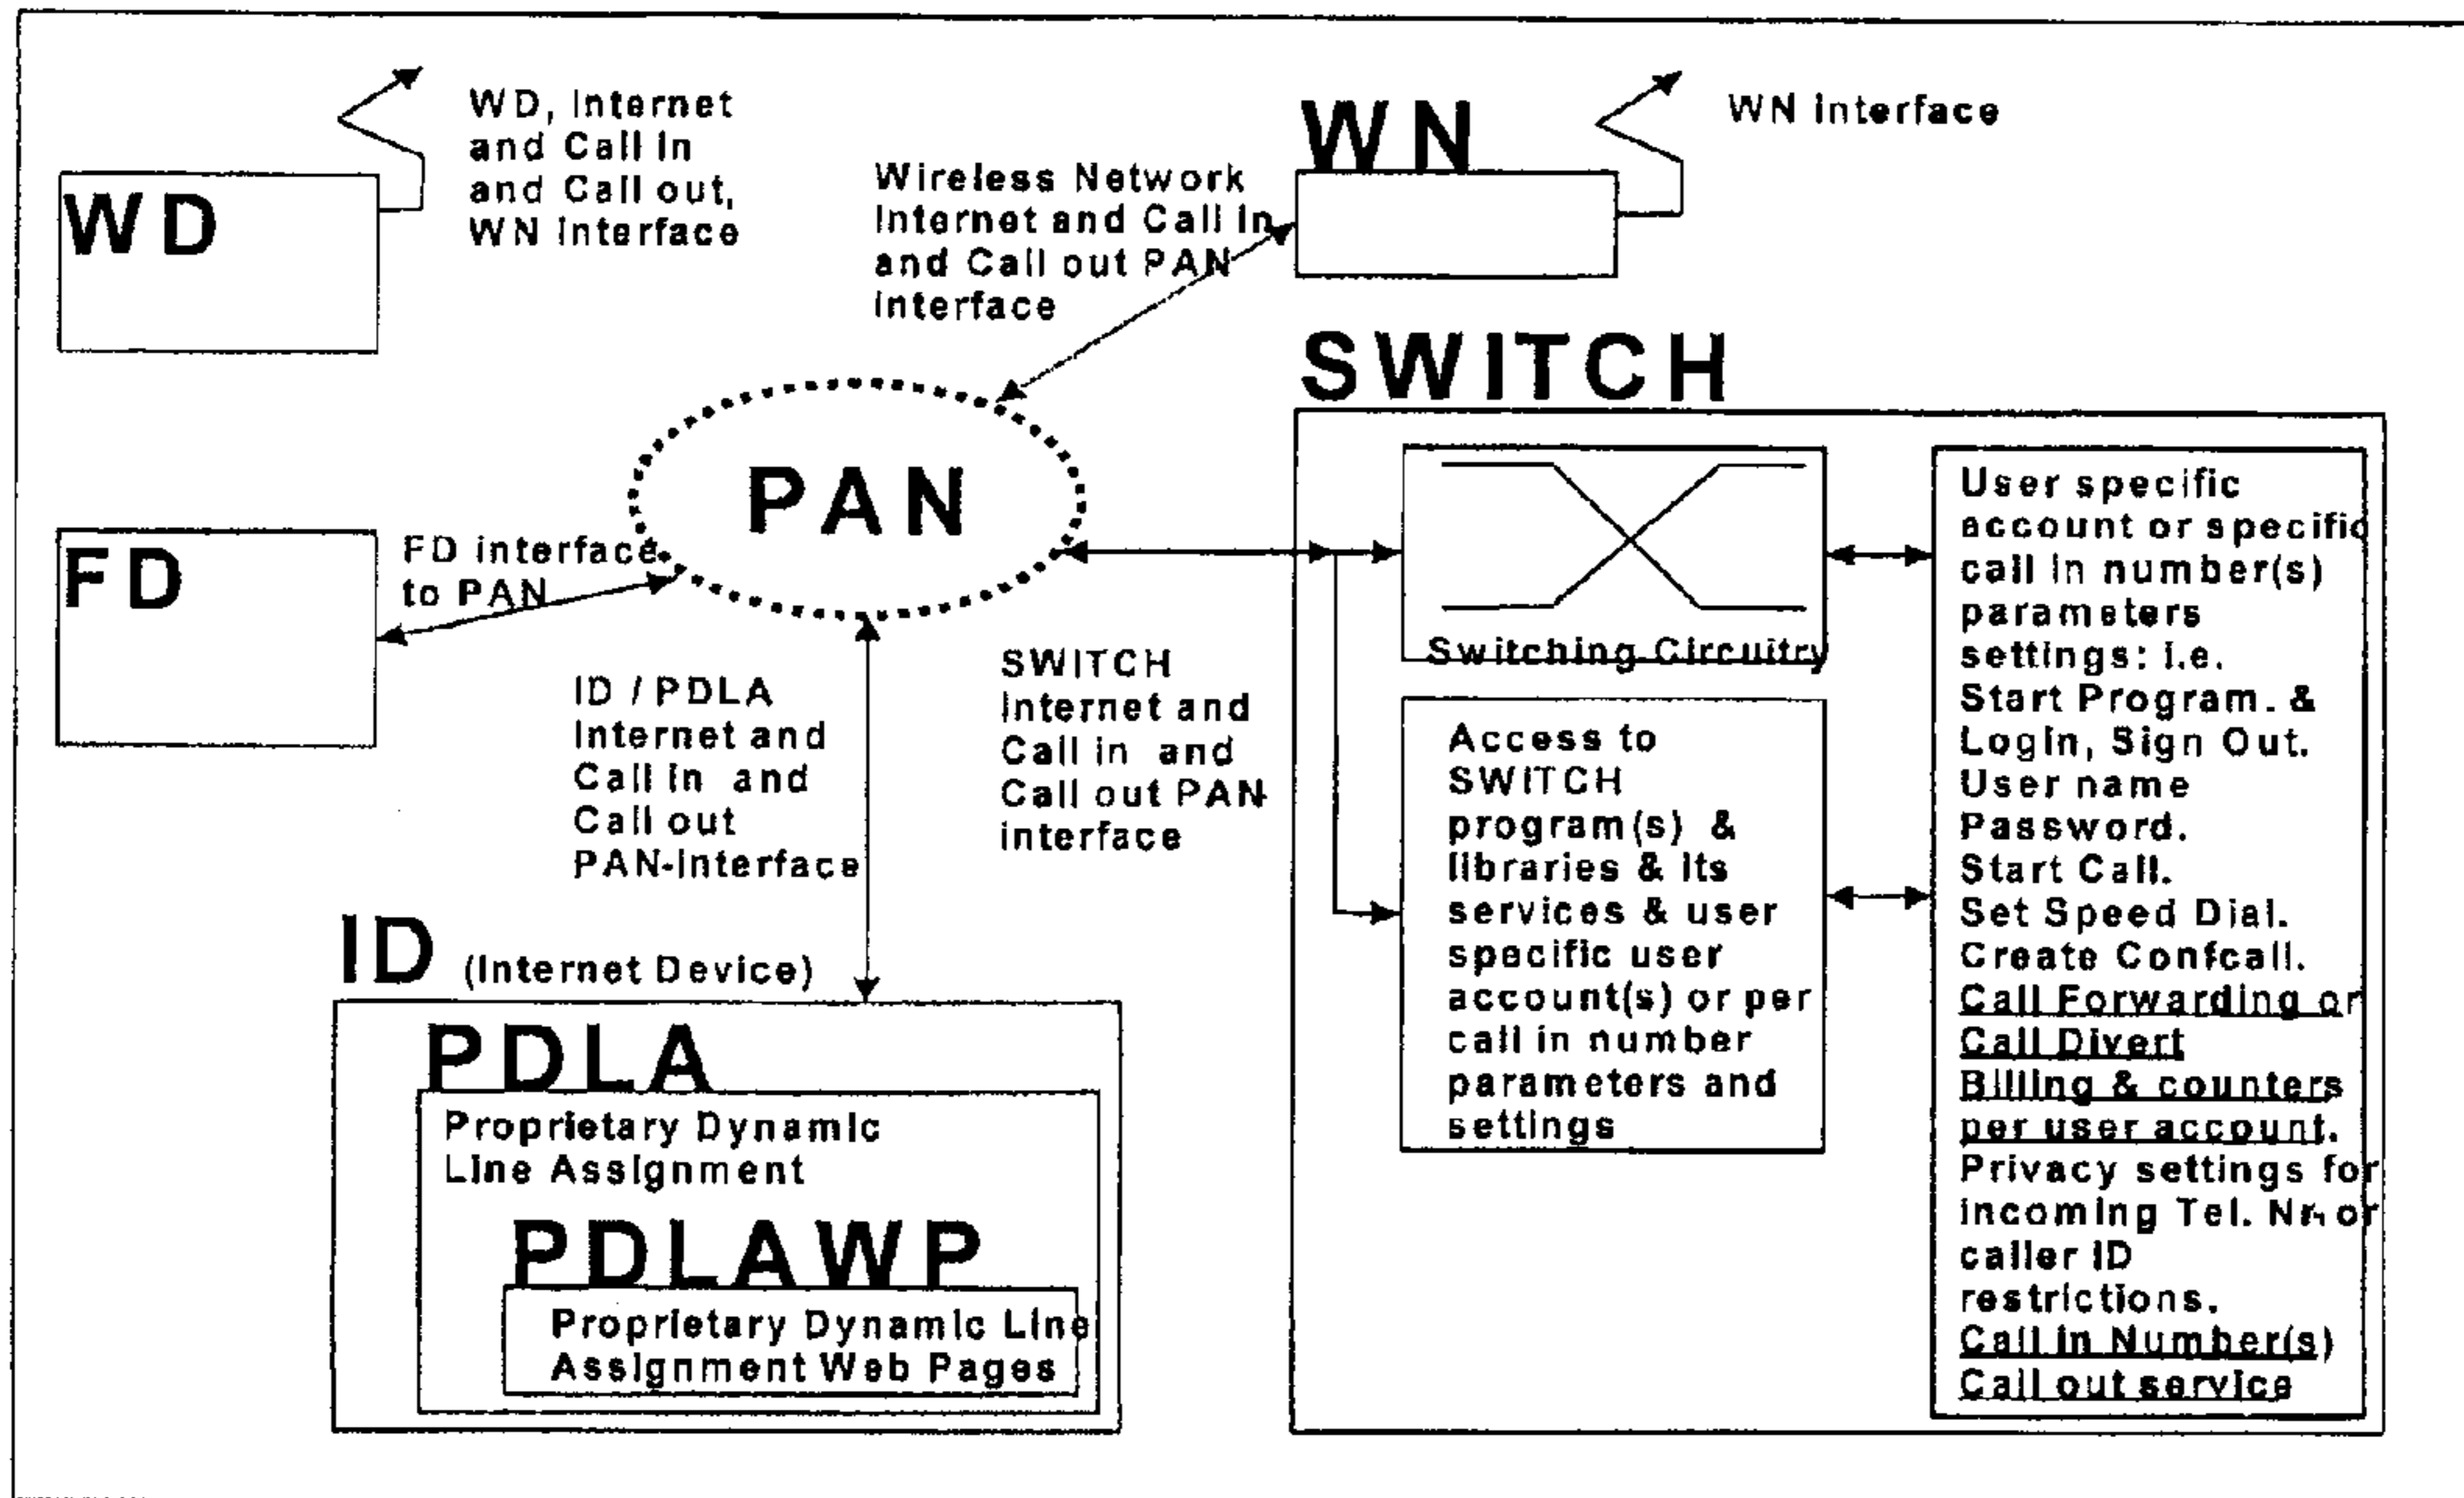 WD
WD, Internet
and Call in
and Call out,
WN interface
Wireless Network
Internet and Call in
and Call out PAN
interface
WN
WN interface
PAN
FD
FD interface
to PAN
ID / PDLA
Internet and
Call in and
Call out
PAN-interface
SWITCH
Internet and
Call in and
Call out PAN
interface
ID (Internet Device)
PDLA
Proprietary Dynamic
Line Assignment
PDLAWP
Proprietary Dynamic Line
Assignment Web Pages
SWITCH
Switching Circuitry
Access to
SWITCH
program(s) &
libraries & its
services & user
specific user
account(s) or per
call in number
parameters and
settings
User specific
account or specific
call in number(s)
parameters
settings: i.e.
Start Program. &
Login, Sign Out.
User name
Password.
Start Call.
Set Speed Dial.
Create Confcall.
Call Forwarding or
Call Divert
Billing & counters
per user account.
Privacy settings for
incoming Tel. Nr. or
caller ID
restrictions.
Call in Number(s)
Call out service